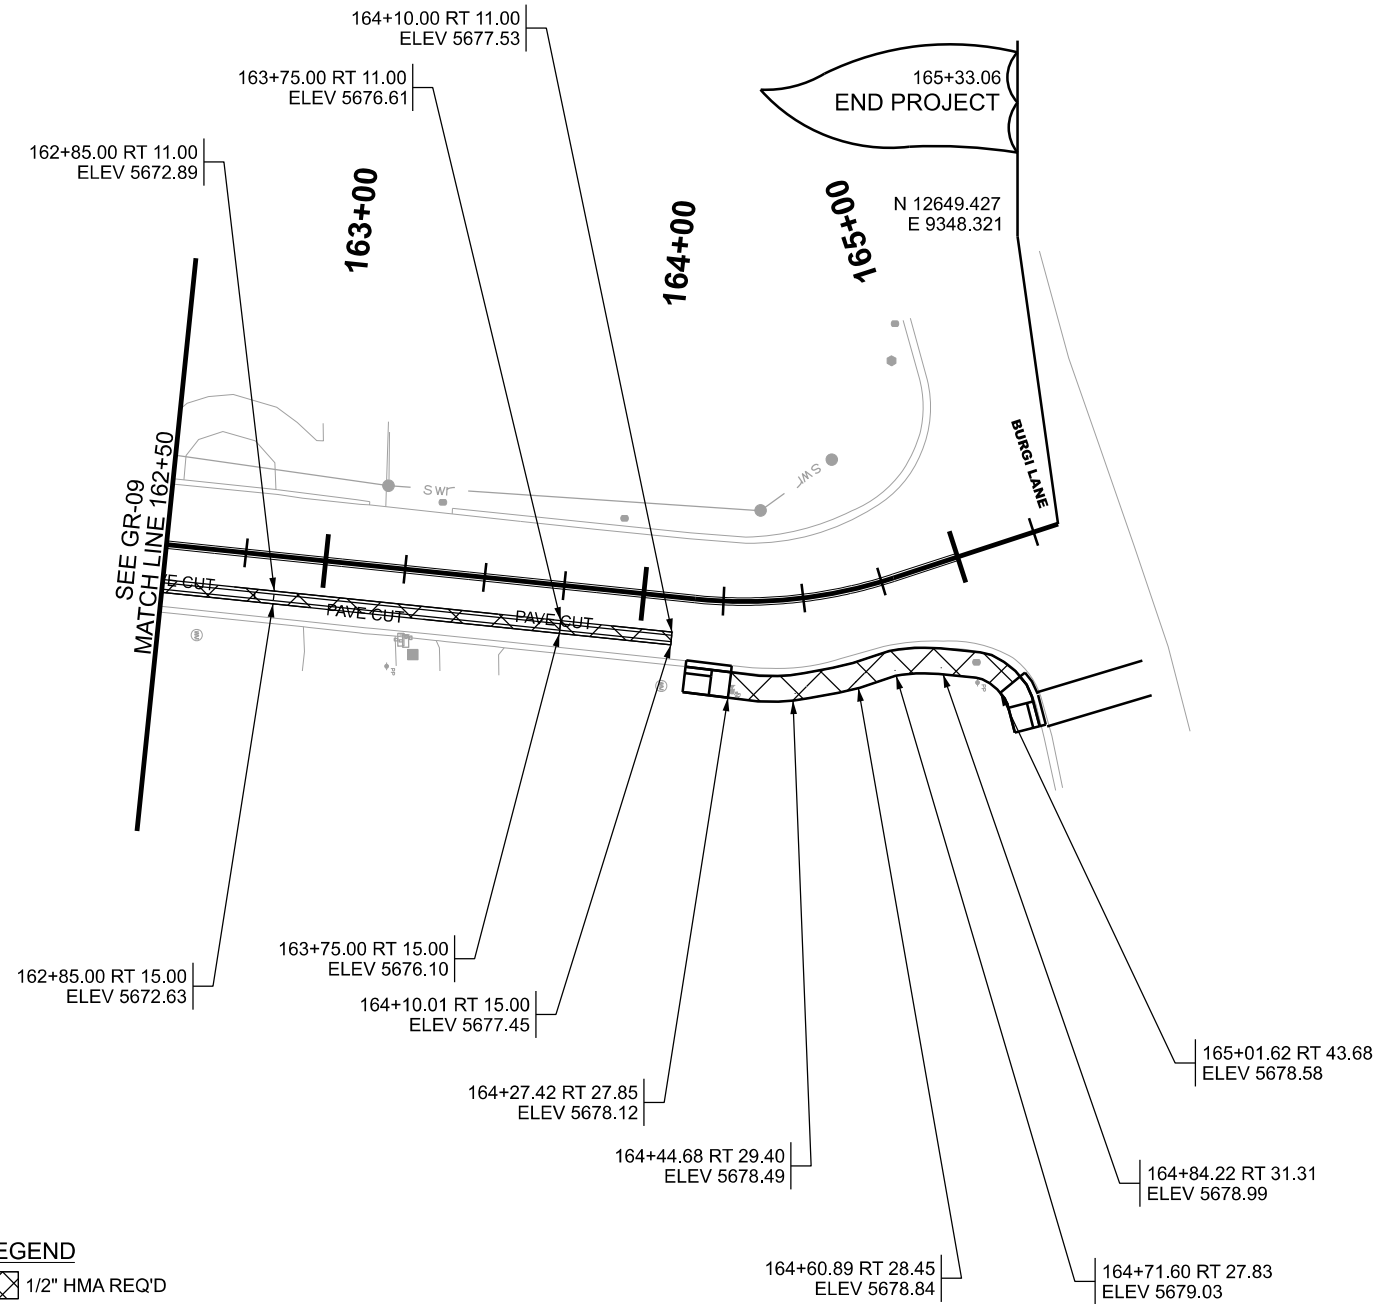 164+10.00 RT 11.00
ELEV 5677.53
163+75.00 RT 11.00
ELEV 5676.61
162+85.00 RT 11.00
ELEV 5672.89
165+33.06
END PROJECT
N 12649.427
E 9348.321
163+00
164+00
165+00
BURGI LANE
SWr
SWr
SEE GR-09
MATCH LINE 162+50
E CUT
PAVE CUT
PAVE CUT
162+85.00 RT 15.00
ELEV 5672.63
163+75.00 RT 15.00
ELEV 5676.10
164+10.01 RT 15.00
ELEV 5677.45
164+27.42 RT 27.85
ELEV 5678.12
164+44.68 RT 29.40
ELEV 5678.49
164+60.89 RT 28.45
ELEV 5678.84
164+71.60 RT 27.83
ELEV 5679.03
164+84.22 RT 31.31
ELEV 5678.99
165+01.62 RT 43.68
ELEV 5678.58
EGEND
1/2" HMA REQ'D